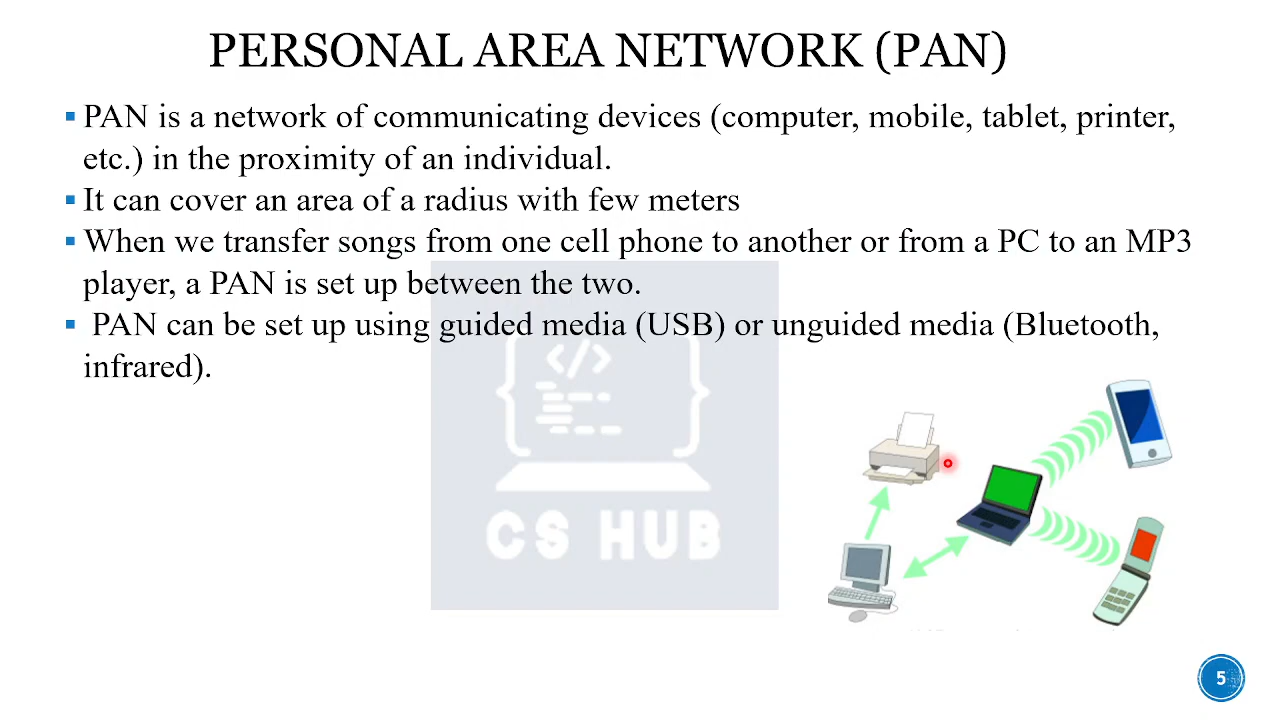 PERSONAL AREA NETWORK (PAN)
PAN is a network of communicating devices (computer, mobile, tablet, printer,
etc.) in the proximity of an individual.
It can cover an area of a radius with few meters
When we transfer songs from one cell phone to another or from a PC to an MP3
player, a PAN is set up between the two.
PAN can be set up using guided media (USB) or unguided media (Bluetooth,
infrared).
</>
CS HUB
5